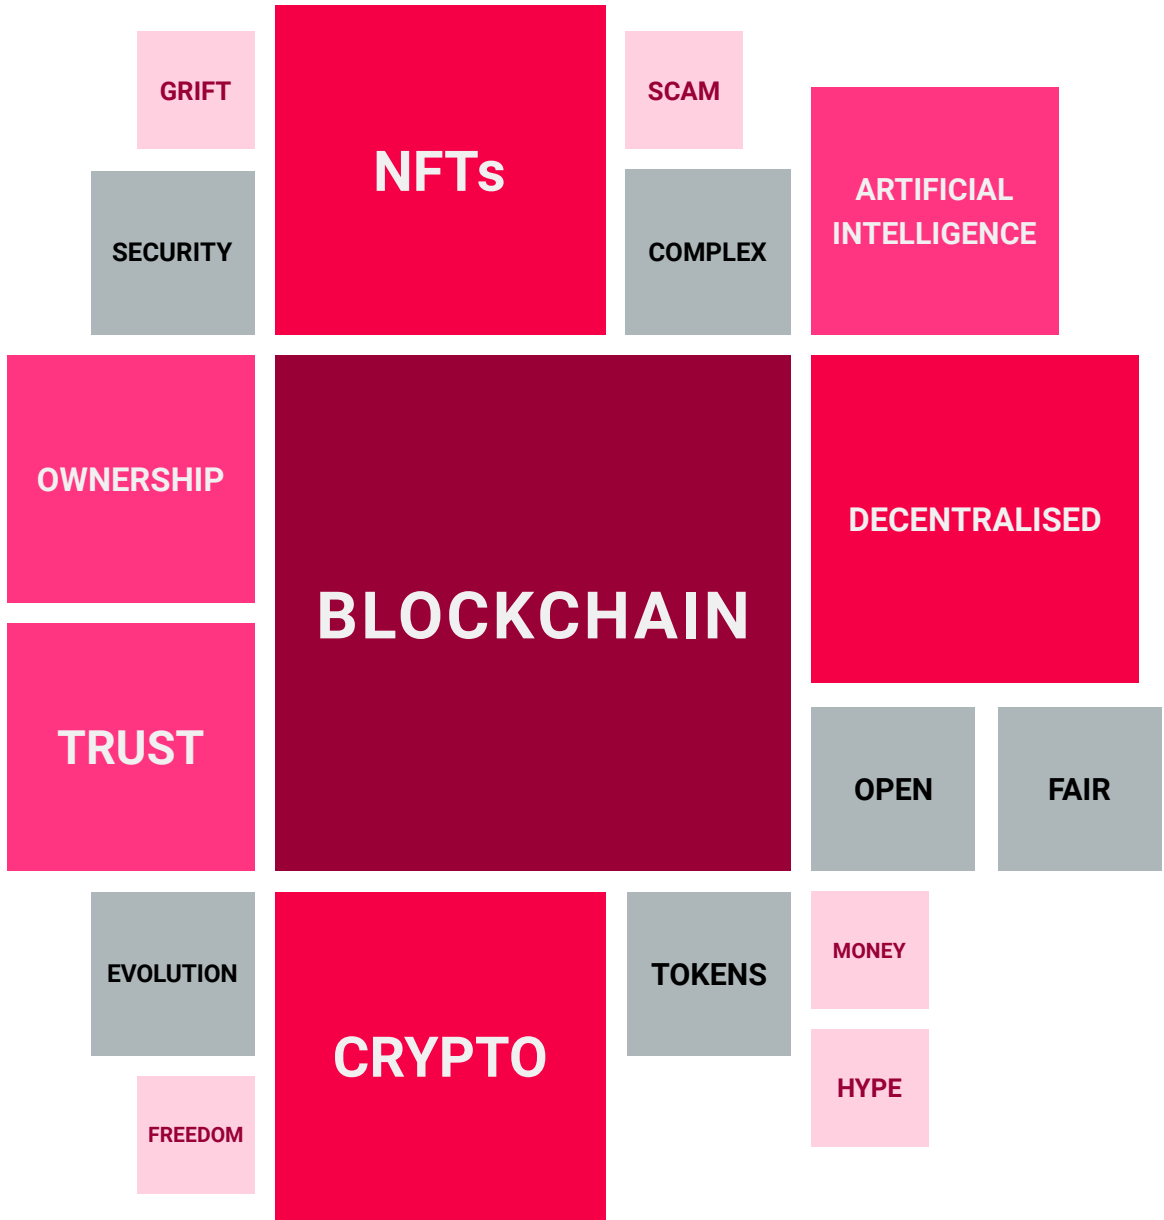 GRIFT
NFTs
SCAM
ARTIFICIAL
INTELLIGENCE
SECURITY
COMPLEX
OWNERSHIP
BLOCKCHAIN
DECENTRALISED
TRUST
OPEN
FAIR
EVOLUTION
CRYPTO
TOKENS
MONEY
HYPE
FREEDOM